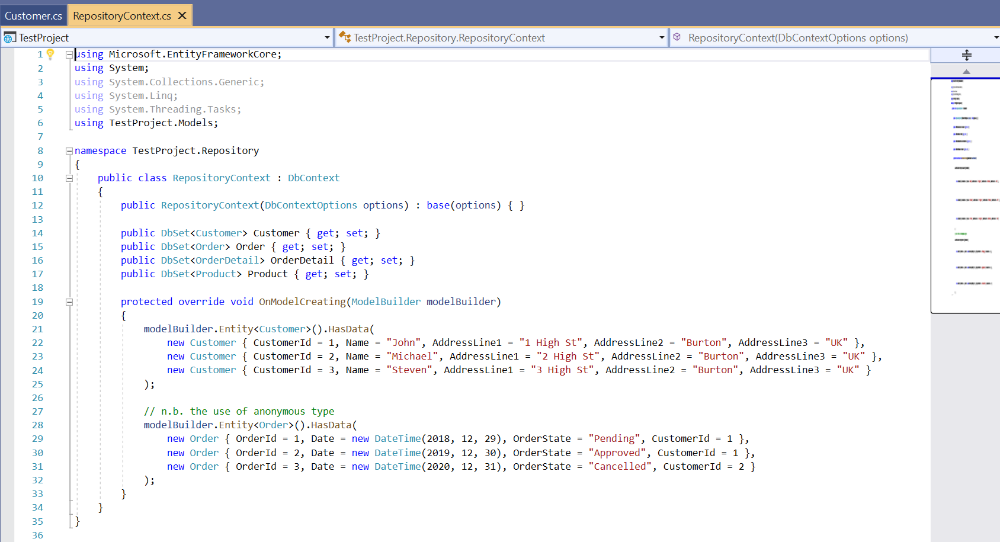 Customer.cs RepositoryContext.cs
TestProject TestProject.Repository.RepositoryContext RepositoryContext(DbContextOptions options)
1 using Microsoft.EntityFrameworkCore;
2 using System;
3 using System.Collections.Generic;
4 using System.Linq;
5 using System.Threading.Tasks;
6 using TestProject.Models;
7
8 namespace TestProject.Repository
9 {
10 public class RepositoryContext : DbContext
11 {
12 public RepositoryContext(DbContextOptions options) : base(options) { }
13
14 public DbSet<Customer> Customer { get; set; }
15 public DbSet<Order> Order { get; set; }
16 public DbSet<OrderDetail> OrderDetail { get; set; }
17 public DbSet<Product> Product { get; set; }
18
19 protected override void OnModelCreating(ModelBuilder modelBuilder)
20 {
21 modelBuilder.Entity<Customer>().HasData(
22 new Customer { CustomerId = 1, Name = "John", AddressLine1 = "1 High St", AddressLine2 = "Burton", AddressLine3 = "UK" },
23 new Customer { CustomerId = 2, Name = "Michael", AddressLine1 = "2 High St", AddressLine2 = "Burton", AddressLine3 = "UK" },
24 new Customer { CustomerId = 3, Name = "Steven", AddressLine1 = "3 High St", AddressLine2 = "Burton", AddressLine3 = "UK" }
25 );
26
27 // n.b. the use of anonymous type
28 modelBuilder.Entity<Order>().HasData(
29 new Order { OrderId = 1, Date = new DateTime(2018, 12, 29), OrderState = "Pending", CustomerId = 1 },
30 new Order { OrderId = 2, Date = new DateTime(2019, 12, 30), OrderState = "Approved", CustomerId = 1 },
31 new Order { OrderId = 3, Date = new DateTime(2020, 12, 31), OrderState = "Cancelled", CustomerId = 2 }
32 );
33 }
34 }
35 }
36